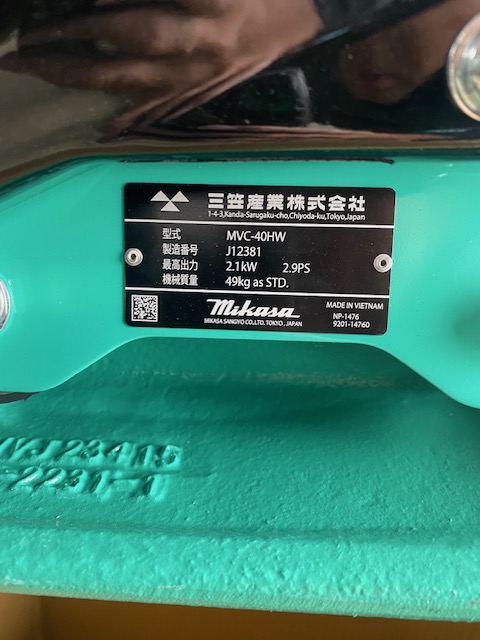 三笠産業株式会社
1-4-3,Kanda-Sarugaku-cho,Chiyoda-ku,Tokyo,Japan
型式 MVC-40HW
製造番号 J12381
最高出力 2.1kW 2.9PS
機械質量 49kg as STD.
mikasa
MIKASA SANGYO CO.,LTD. TOKYO , JAPAN
MADE IN VIETNAM
NP-1476
9201-14760
-2231-1